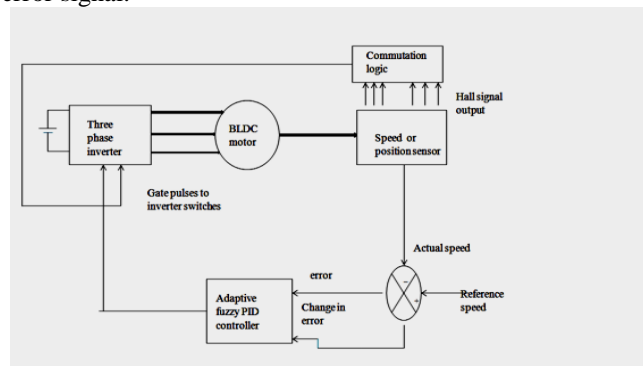 error signal.
Commutation
logic
Hall signal
output
Three
phase
inverter
BLDC
motor
Speed or
position sensor
Gate pulses to
inverter switches
Actual speed
error
-
+
Reference
speed
Adaptive
fuzzy PID
controller
Change in
error